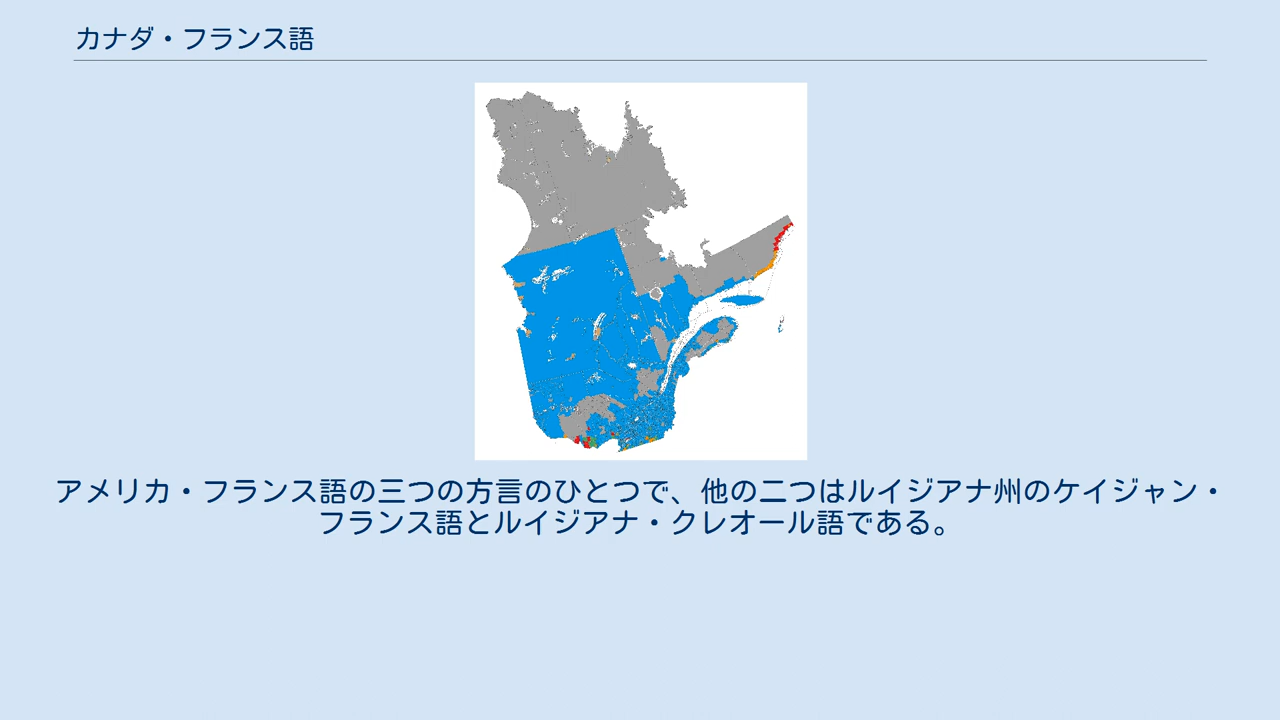 カナダ・フランス語
アメリカ・フランス語の三つの方言のひとつで、他の二つはルイジアナ州のケイジャン・
フランス語とルイジアナ・クレオール語である。